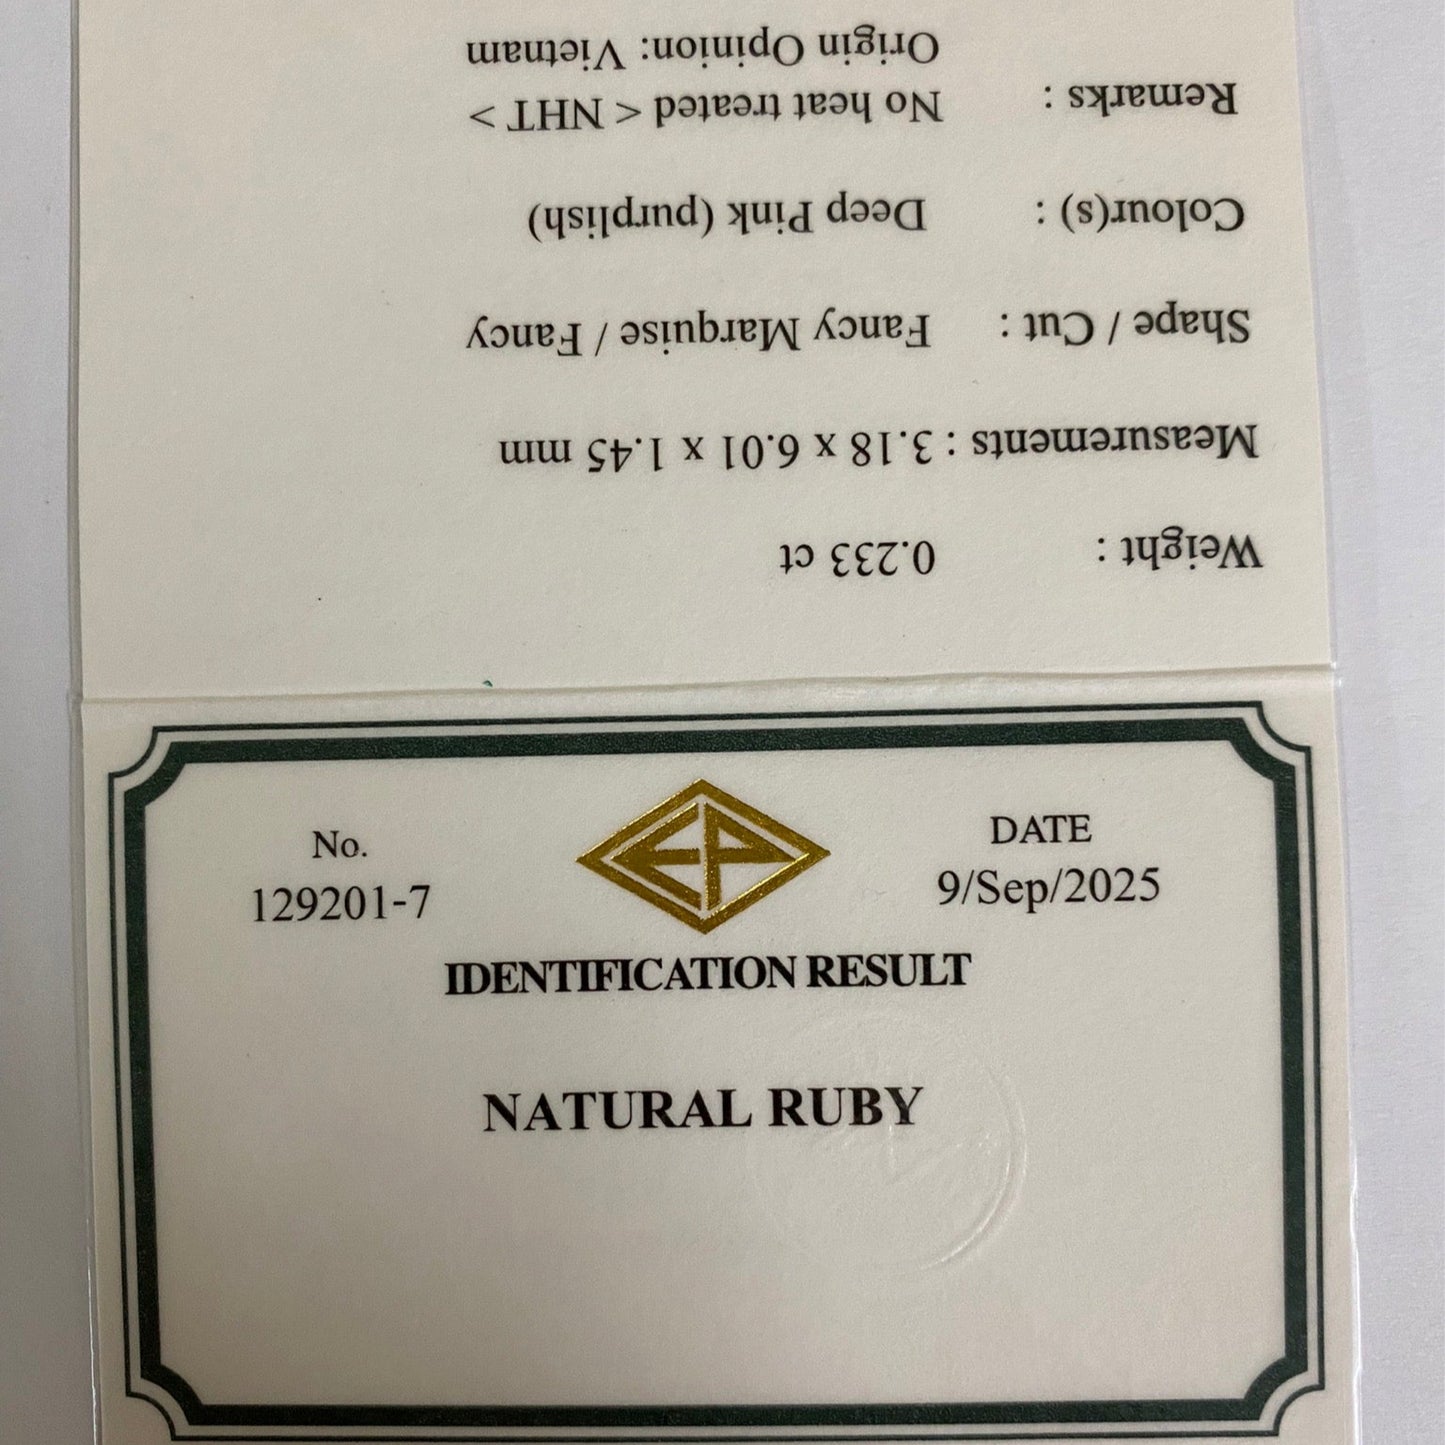 No.
129201-7
EP
DATE
9/Sep/2025
IDENTIFICATION RESULT
NATURAL RUBY
Weight : 0.233 ct
Measurements : 3.18 x 6.01 x 1.45 mm
Shape / Cut : Fancy Marquise / Fancy
Colour(s) : Deep Pink (purplish)
Remarks : No heat treated < NHT >
Origin Opinion: Vietnam